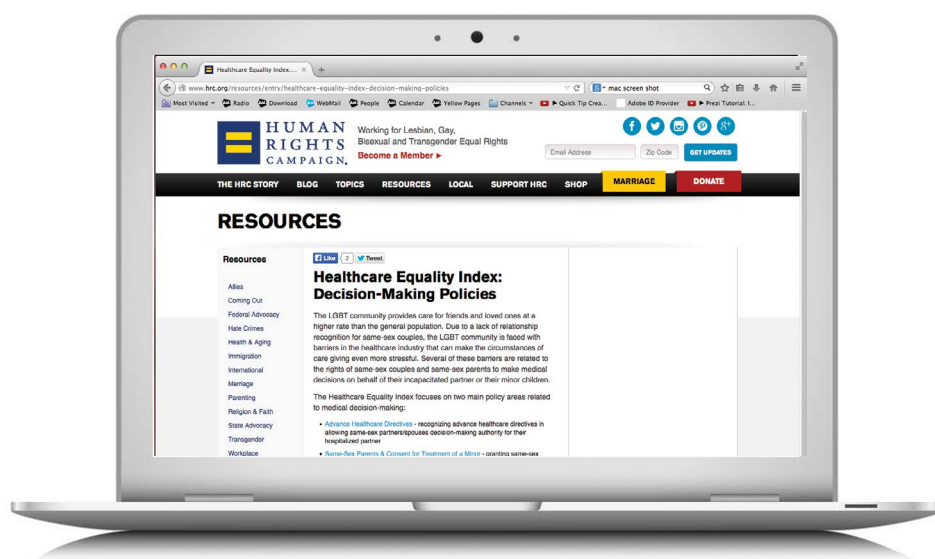 Healthcare Equality Index:...
www.hrc.org/resources/entry/healthcare-equality-index-decision-making-policies
mac screen shot
Most Visited
Radio
Download
WebMail
People
Calendar
Yellow Pages
Channels
Quick Tip Crea...
Adobe ID Provider
Prezi Tutorial: I...
HUMAN
RIGHTS
CAMPAIGN.
Working for Lesbian, Gay,
Bisexual and Transgender Equal Rights
Become a Member ►
Email Address
Zip Code
GET UPDATES
THE HRC STORY BLOG TOPICS RESOURCES LOCAL SUPPORT HRC SHOP MARRIAGE DONATE
RESOURCES
Resources
Allies
Coming Out
Federal Advocacy
Hate Crimes
Health & Aging
Immigration
International
Marriage
Parenting
Religion & Faith
State Advocacy
Transgender
Workplace
Like 2 Tweet
Healthcare Equality Index:
Decision-Making Policies
The LGBT community provides care for friends and loved ones at a
higher rate than the general population. Due to a lack of relationship
recognition for same-sex couples, the LGBT community is faced with
barriers in the healthcare industry that can make the circumstances of
care giving even more stressful. Several of these barriers are related to
the rights of same-sex couples and same-sex parents to make medical
decisions on behalf of their incapacitated partner or their minor children.
The Healthcare Equality Index focuses on two main policy areas related
to medical decision-making:
• Advance Healthcare Directives - recognizing advance healthcare directives in
allowing same-sex partners/spouses decision-making authority for their
hospitalized partner
• Same-Sex Parents & Consent for Treatment of a Minor - granting same-sex